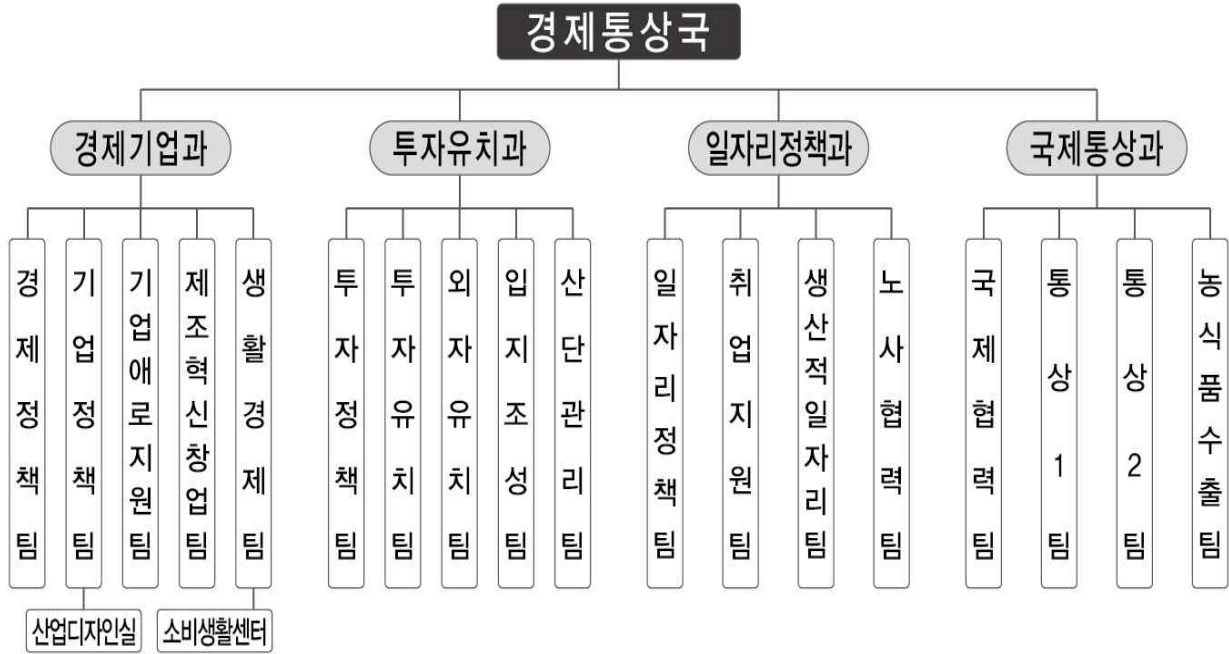 경제통상국
경제기업과
투자유치과
일자리정책과
국제통상과
경제정책팀
기업정책팀
기업애로지원팀
제조혁신창업팀
생활경제팀
투자정책팀
투자유치팀
외자유치팀
입지조성팀
산단관리팀
일자리정책팀
취업지원팀
생산적일자리팀
노사협력팀
국제협력팀
통상1팀
통상2팀
농식품수출팀
산업디자인실
소비생활센터